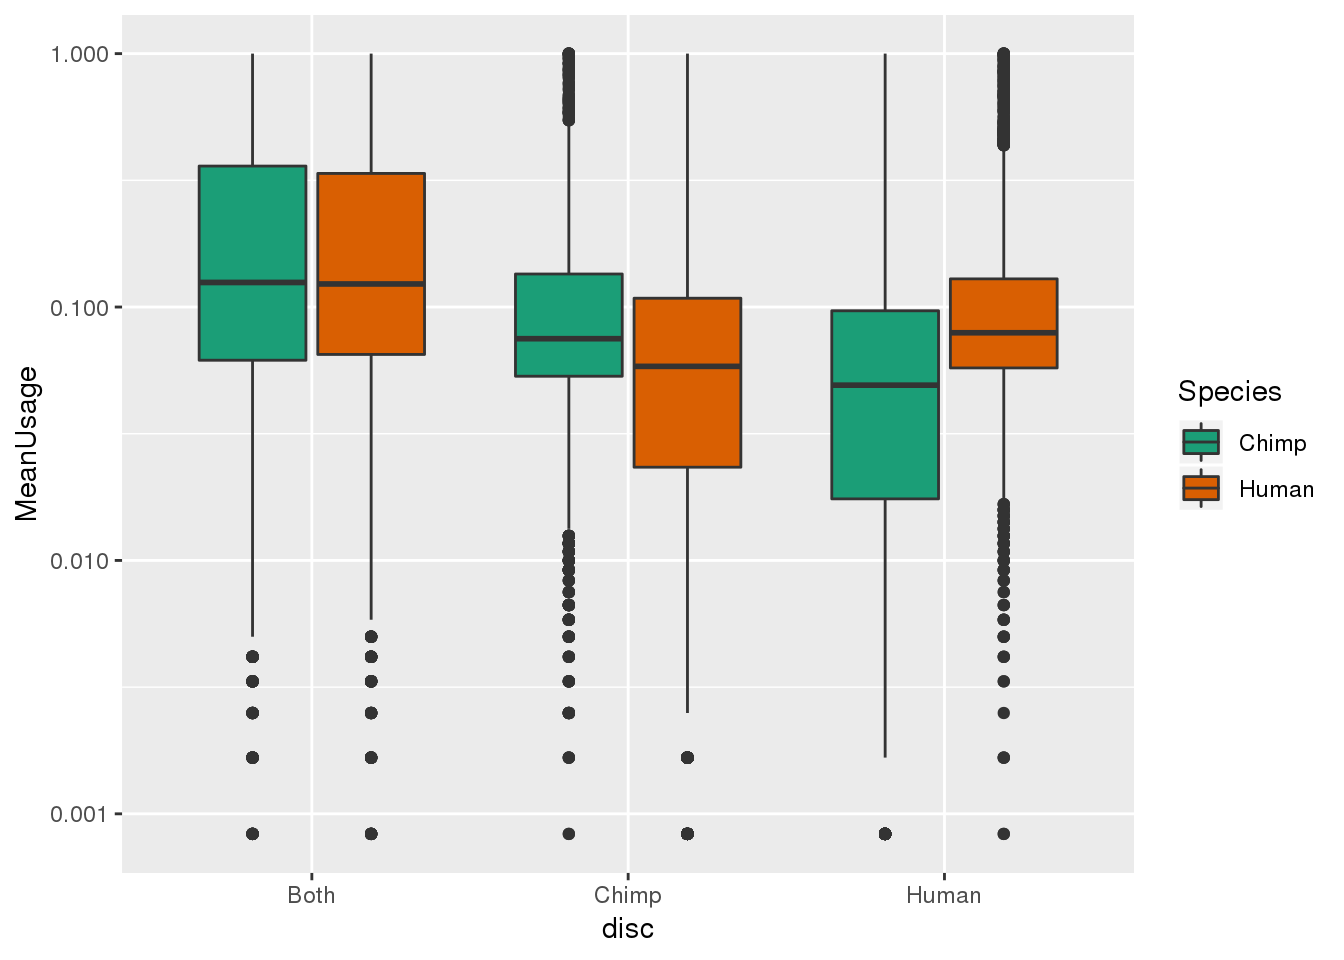 1.000
0.100
0.010
0.001
MeanUsage
Both
Chimp
Human
disc
Species
Chimp
Human